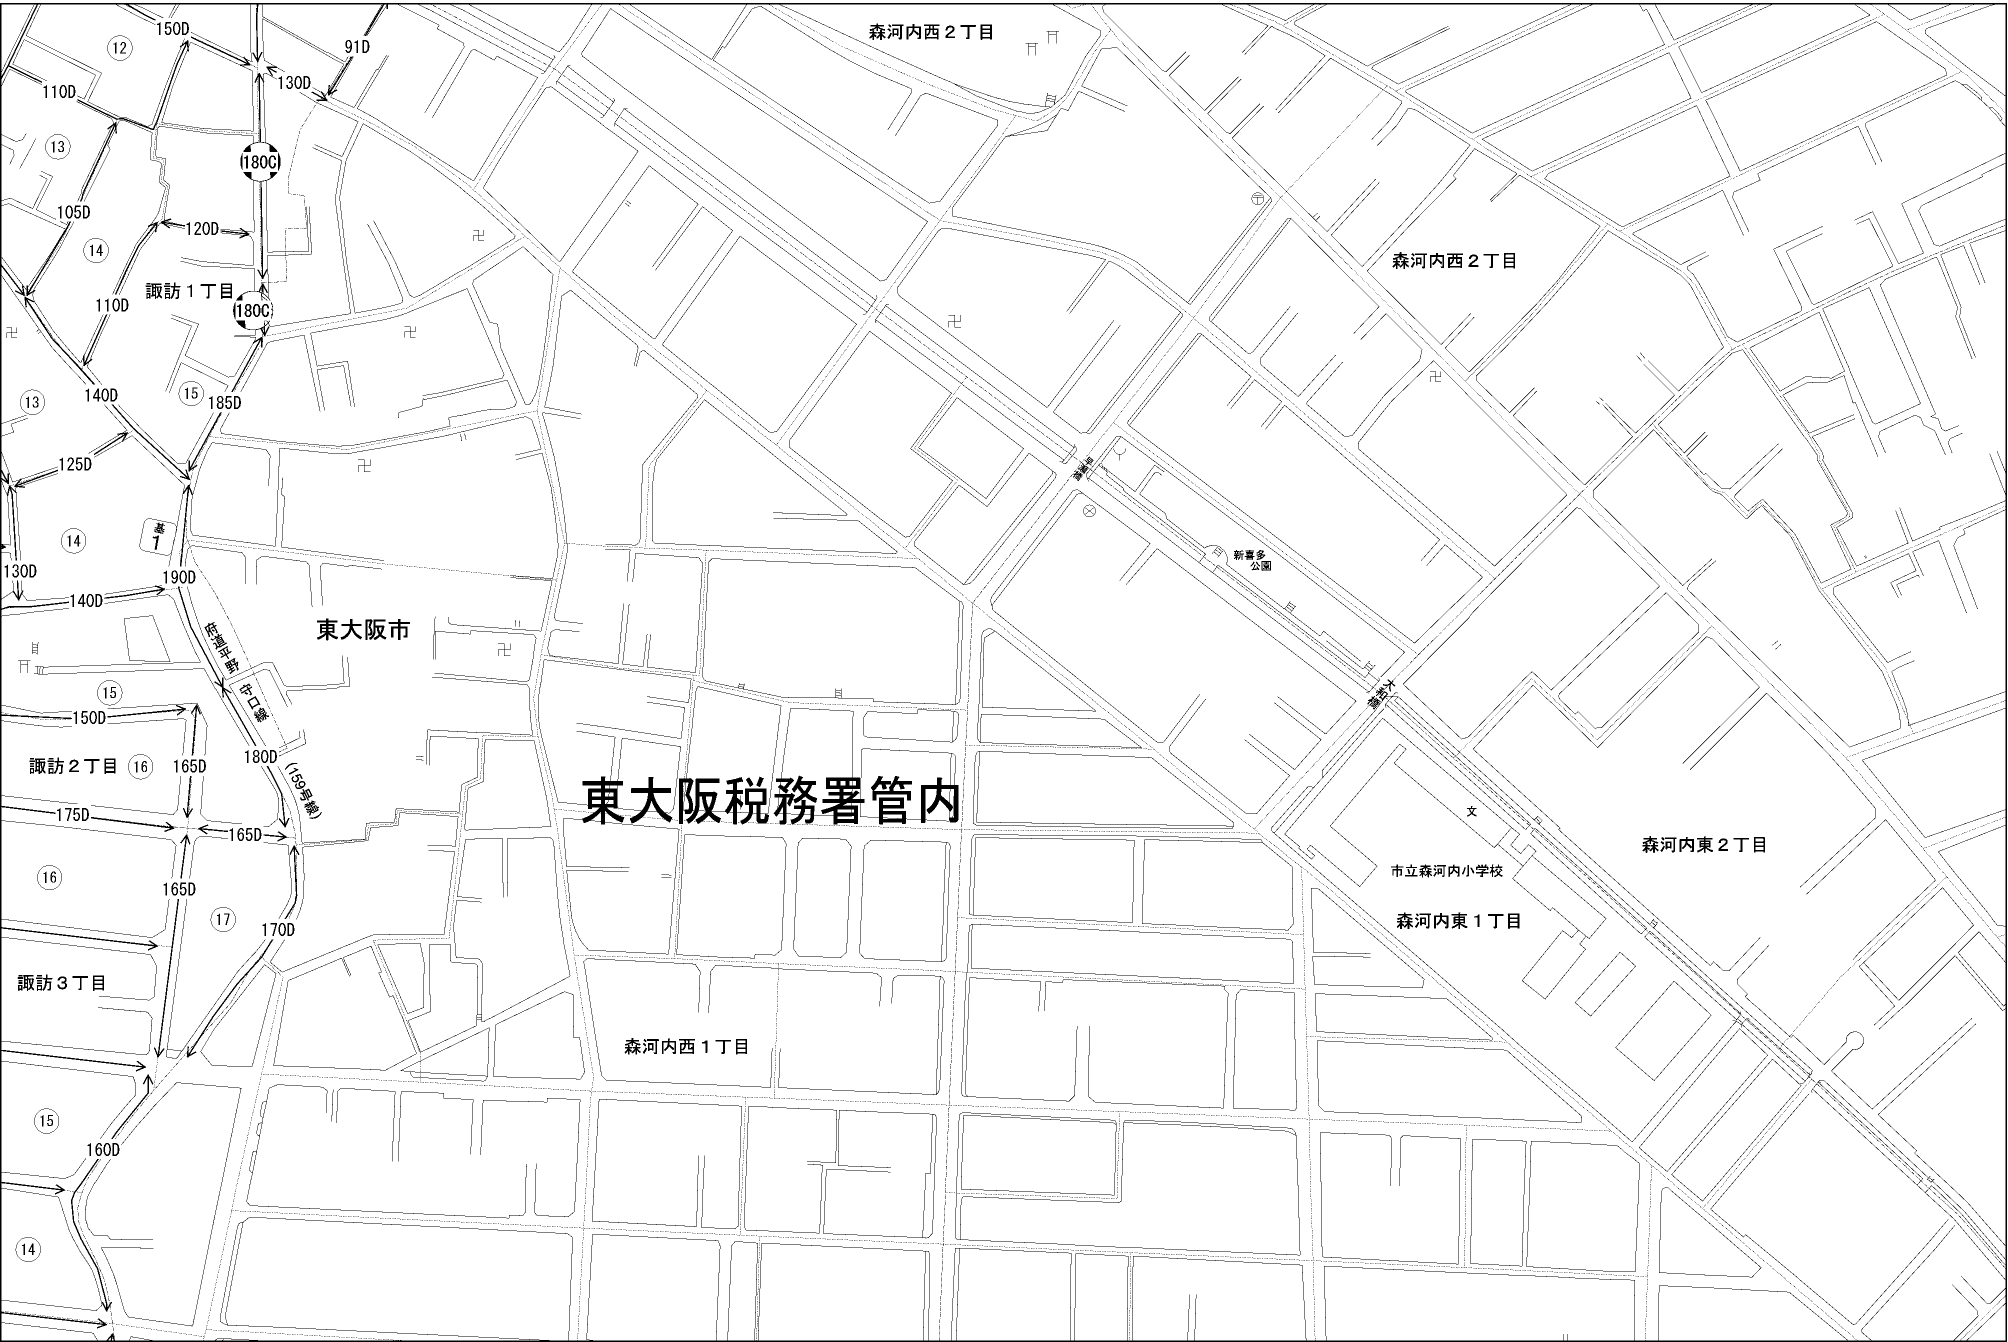 150D
91D
森河内西２丁目
12
130D
110D
13
180C
105D
120D
14
森河内西２丁目
諏訪１丁目
110D
180C
140D
15
13
185D
125D
早瀬橋
14
基
1
新喜多
公園
130D
190D
140D
東大阪市
府道平野
守口線
15
150D
大和橋
180D
諏訪２丁目
16
165D
(159号線)
東大阪税務署管内
175D
文
165D
森河内東２丁目
市立森河内小学校
16
165D
17
170D
森河内東１丁目
諏訪３丁目
森河内西１丁目
15
160D
14